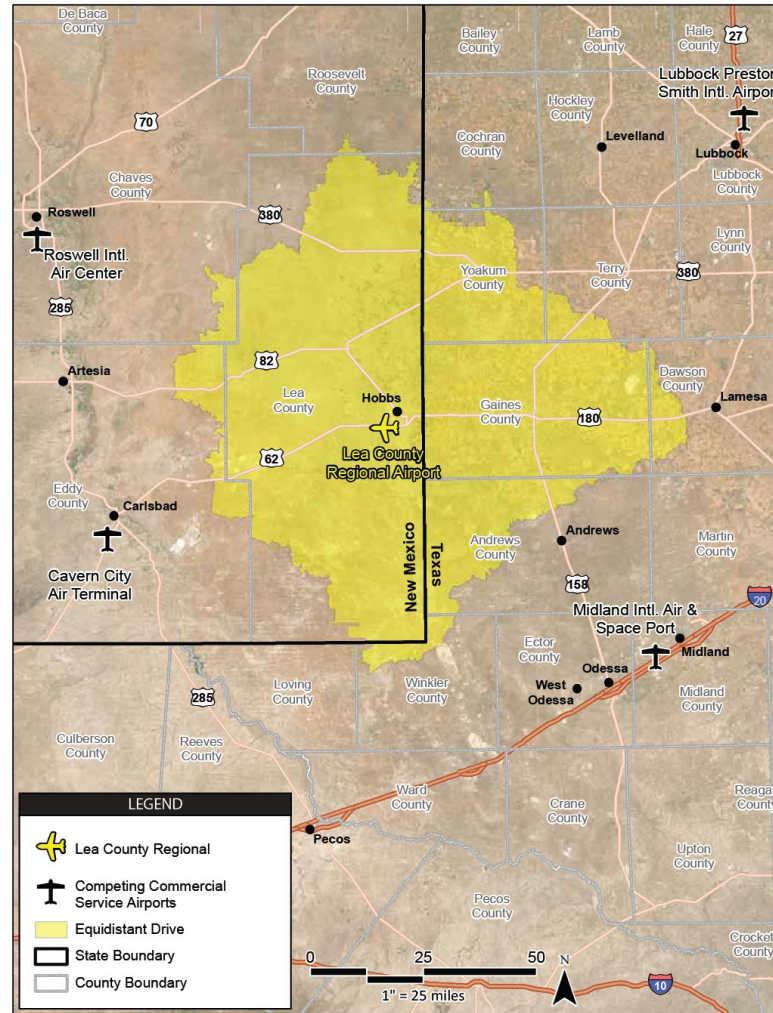 De Baca
County
Bailey
County
Lamb
County
Hale
County
27
Roosevelt
County
Lubbock Preston
Smith Intl. Airport
Hockley
County
70
Levelland
Cochran
County
Lubbock
Chaves
County
Lubbock
County
Roswell
380
Lynn
County
Roswell Intl.
Air Center
Yoakum
County
Terry
County
380
285
82
Artesia
Dawson
County
Lea
County
Hobbs
Gaines
County
Lamesa
180
Lea County
Regional Airport
62
Eddy
County
Carlsbad
Andrews
County
Andrews
Martin
County
New Mexico
Texas
Cavern City
Air Terminal
158
20
Midland Intl. Air &
Space Port
Ector
County
Midland
Odessa
West
Odessa
Loving
County
Winkler
County
Midland
County
285
Culberson
County
Reeves
County
Ward
County
Crane
County
Reaga
County
LEGEND
Lea County Regional
Competing Commercial
Service Airports
Equidistant Drive
State Boundary
County Boundary
Pecos
Upton
County
Pecos
County
Crocket
County
0 25 50
1" = 25 miles
N
10